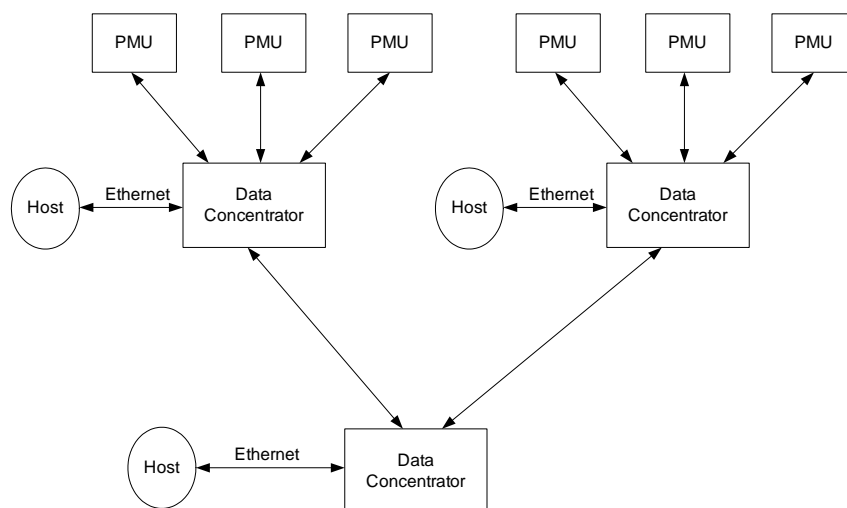 PMU
PMU
PMU
PMU
PMU
PMU
Host
Ethernet
Data
Concentrator
Host
Ethernet
Data
Concentrator
Host
Ethernet
Data
Concentrator